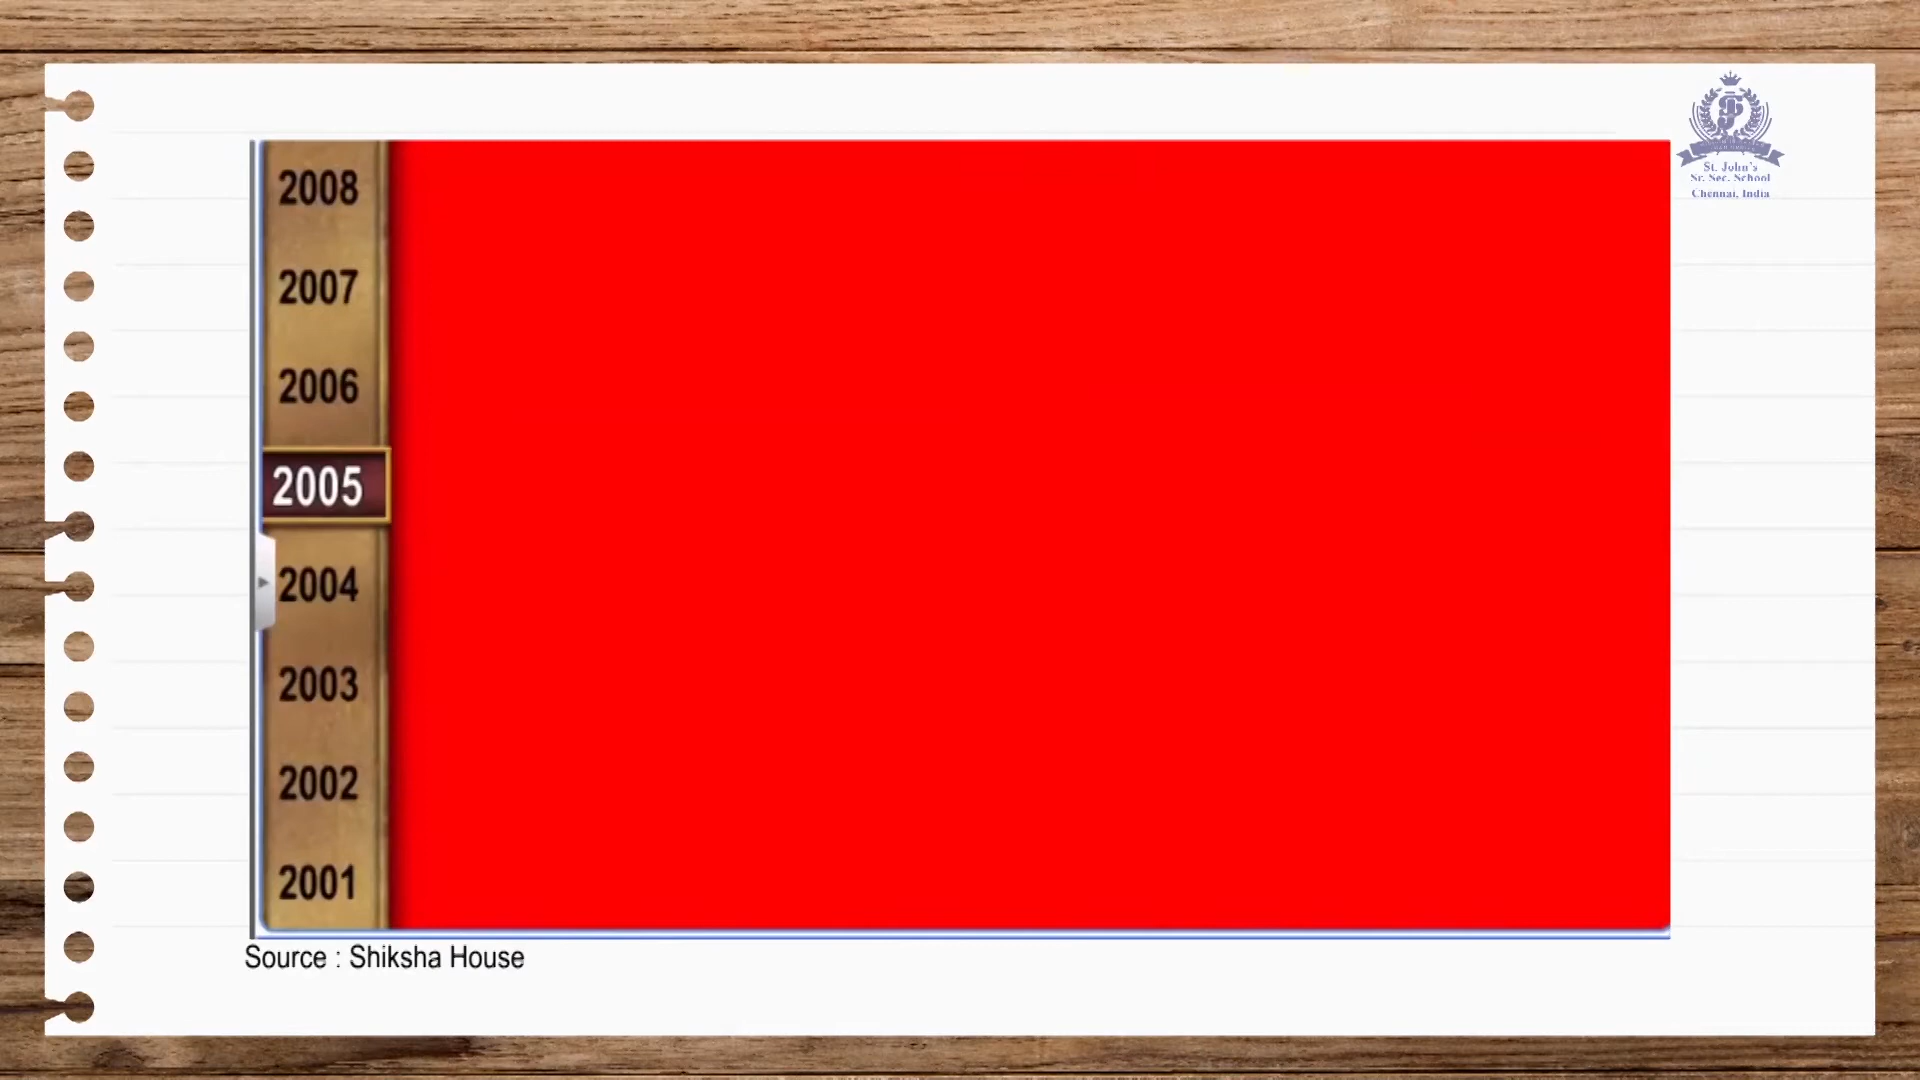 St. John's
Sr. Sec. School
Chennai, India
2008
2007
2006
2005
2004
2003
2002
2001
Source : Shiksha House